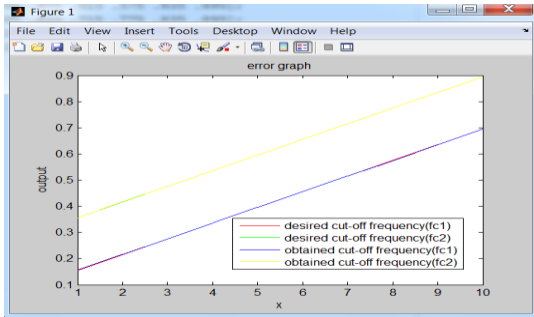 Figure 1
File Edit View Insert Tools Desktop Window Help
error graph
0.9
0.8
0.7
0.6
0.5
0.4
0.3
0.2
0.1
output
desired cut-off frequency(fc1)
desired cut-off frequency(fc2)
obtained cut-off frequency(fc1)
obtained cut-off frequency(fc2)
1 2 3 4 5 6 7 8 9 10
x